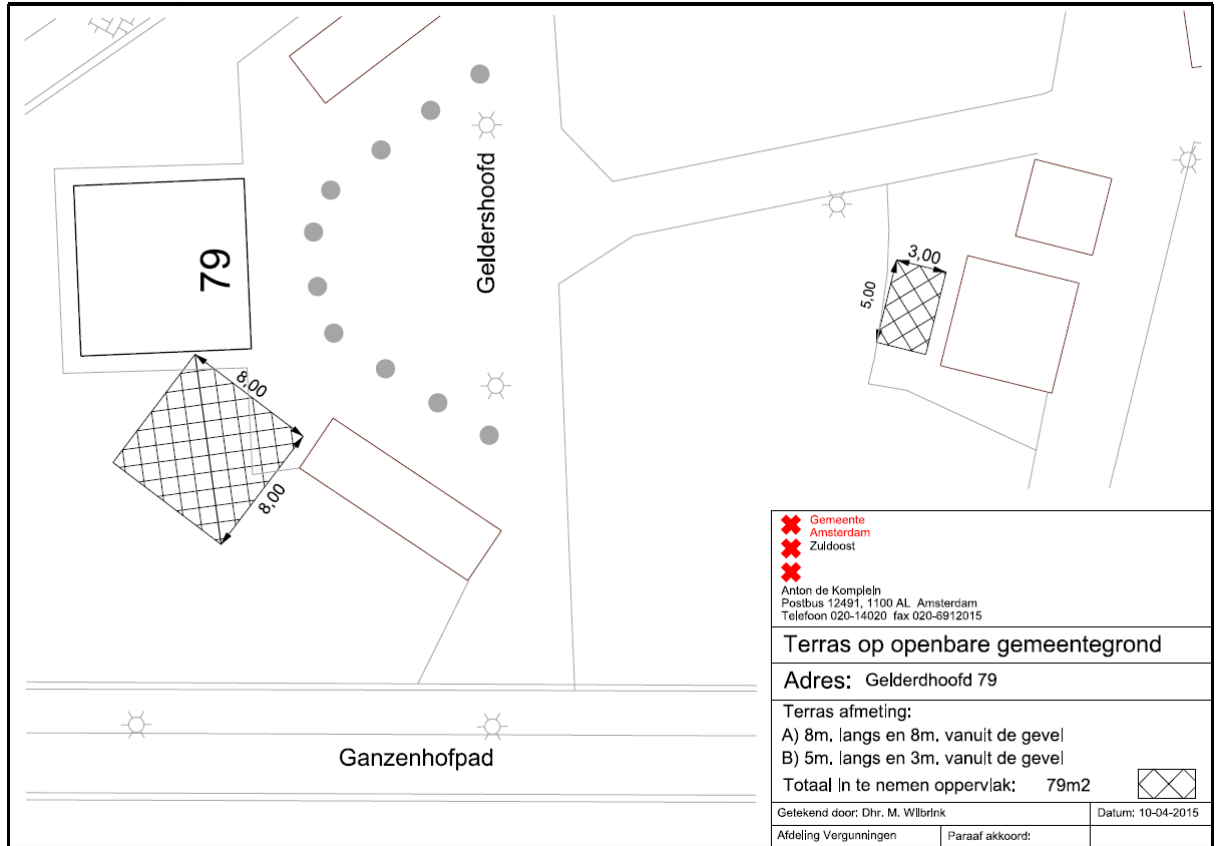 Geldershoofd
79
8,00
8,00
3,00
5,00
Ganzenhofpad
Gemeente
Amsterdam
Zuidoost
Anton de Komplein
Postbus 12491, 1100 AL Amsterdam
Telefoon 020-14020 fax 020-6912015
Terras op openbare gemeentegrond
Adres: Gelderdhoofd 79
Terras afmeting:
A) 8m. langs en 8m. vanuit de gevel
B) 5m. langs en 3m. vanuit de gevel
Totaal in te nemen oppervlak: 79m2
Getekend door: Dhr. M. Wilbrink
Datum: 10-04-2015
Afdeling Vergunningen
Paraaf akkoord: